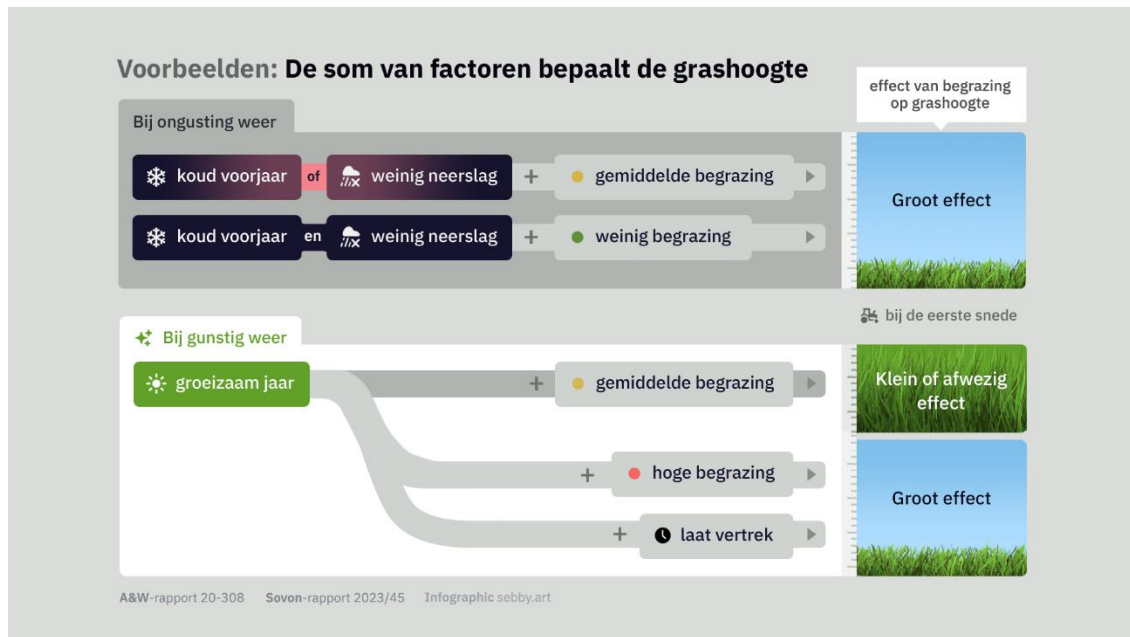 Voorbeelden: De som van factoren bepaalt de grashoogte
effect van begrazing
op grashoogte
Bij ongusting weer
koud voorjaar of weinig neerslag + gemiddelde begrazing
Groot effect
koud voorjaar en weinig neerslag + weinig begrazing
bij de eerste snede
Bij gunstig weer
groeizaam jaar + gemiddelde begrazing
Klein of afwezig
effect
+ hoge begrazing
Groot effect
+ laat vertrek
A&W-rapport 20-308 Sovon-rapport 2023/45 Infographic sebby.art